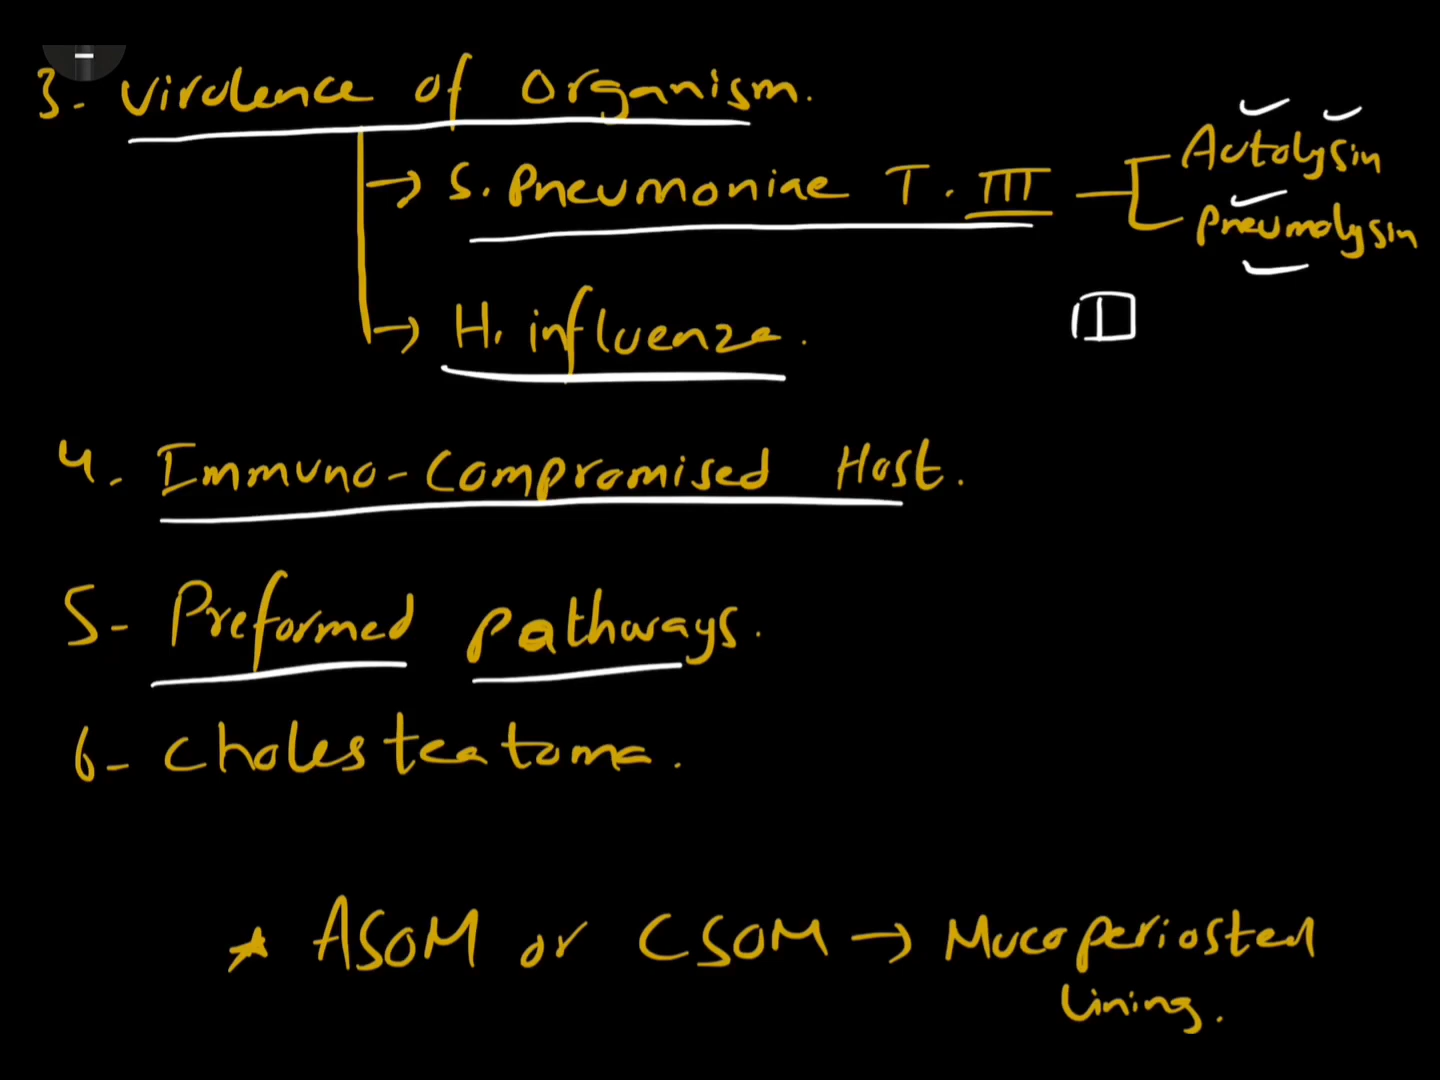 3- Virulence of Organism.
→ S. Pneumoniae T. III
Autolysin
Pneumolysin
→ H. influenza.
4. Immuno-Compromised Host.
5- Preformed pathways.
6- Cholesteatoma.
* ASOM or CSOM → Mucoperiosteal
Lining.